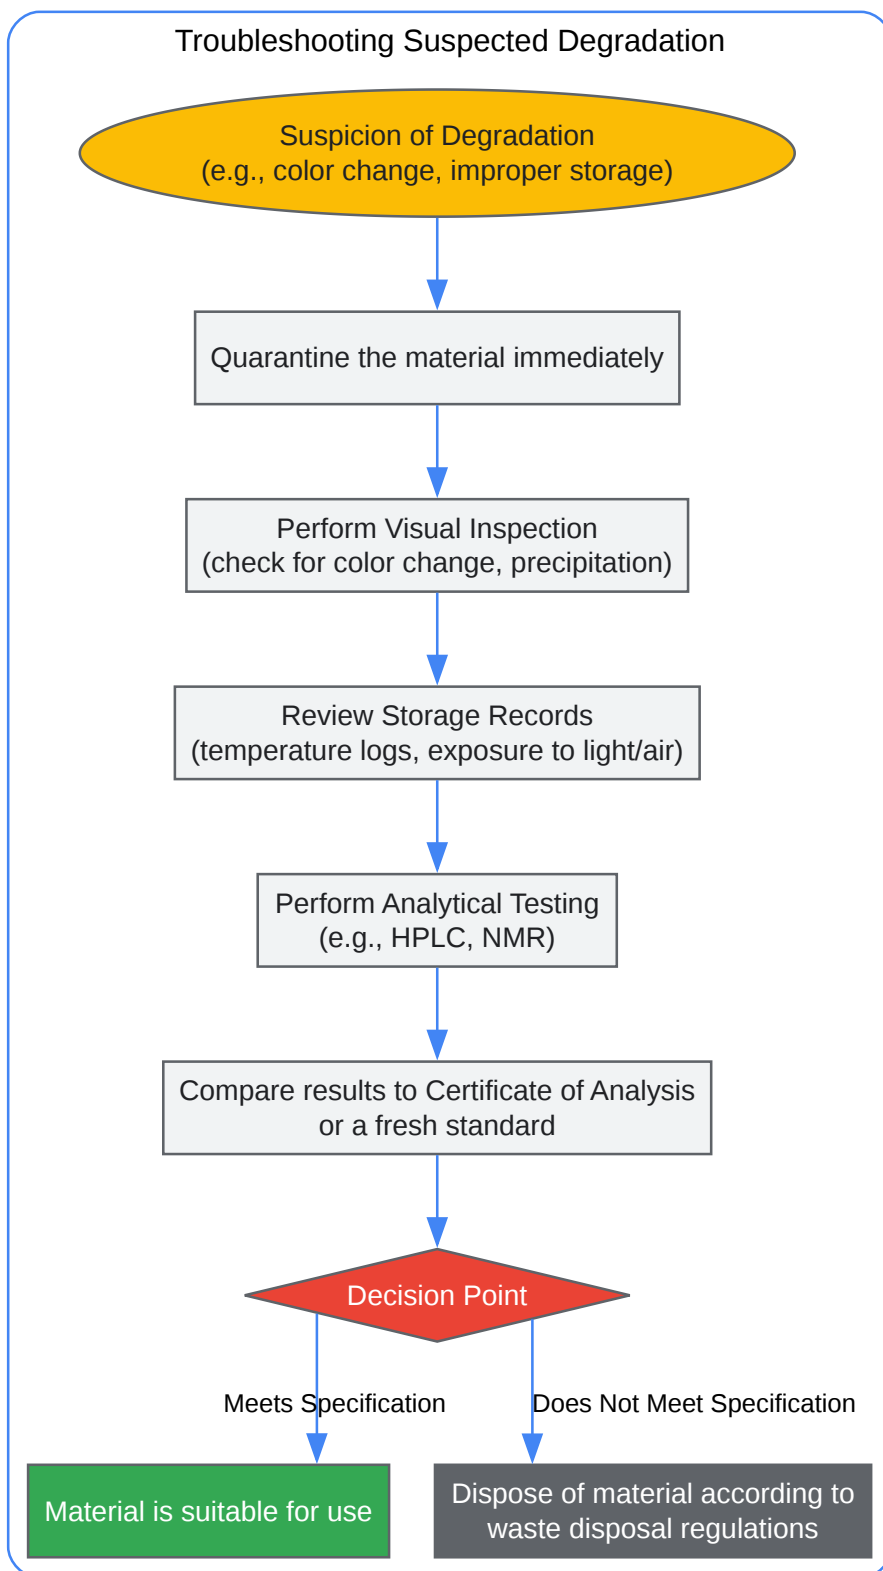 Troubleshooting Suspected Degradation
Suspicion of Degradation
(e.g., color change, improper storage)
Quarantine the material immediately
Perform Visual Inspection
(check for color change, precipitation)
Review Storage Records
(temperature logs, exposure to light/air)
Perform Analytical Testing
(e.g., HPLC, NMR)
Compare results to Certificate of Analysis
or a fresh standard
Decision Point
Meets Specification
Does Not Meet Specification
Material is suitable for use
Dispose of material according to
waste disposal regulations